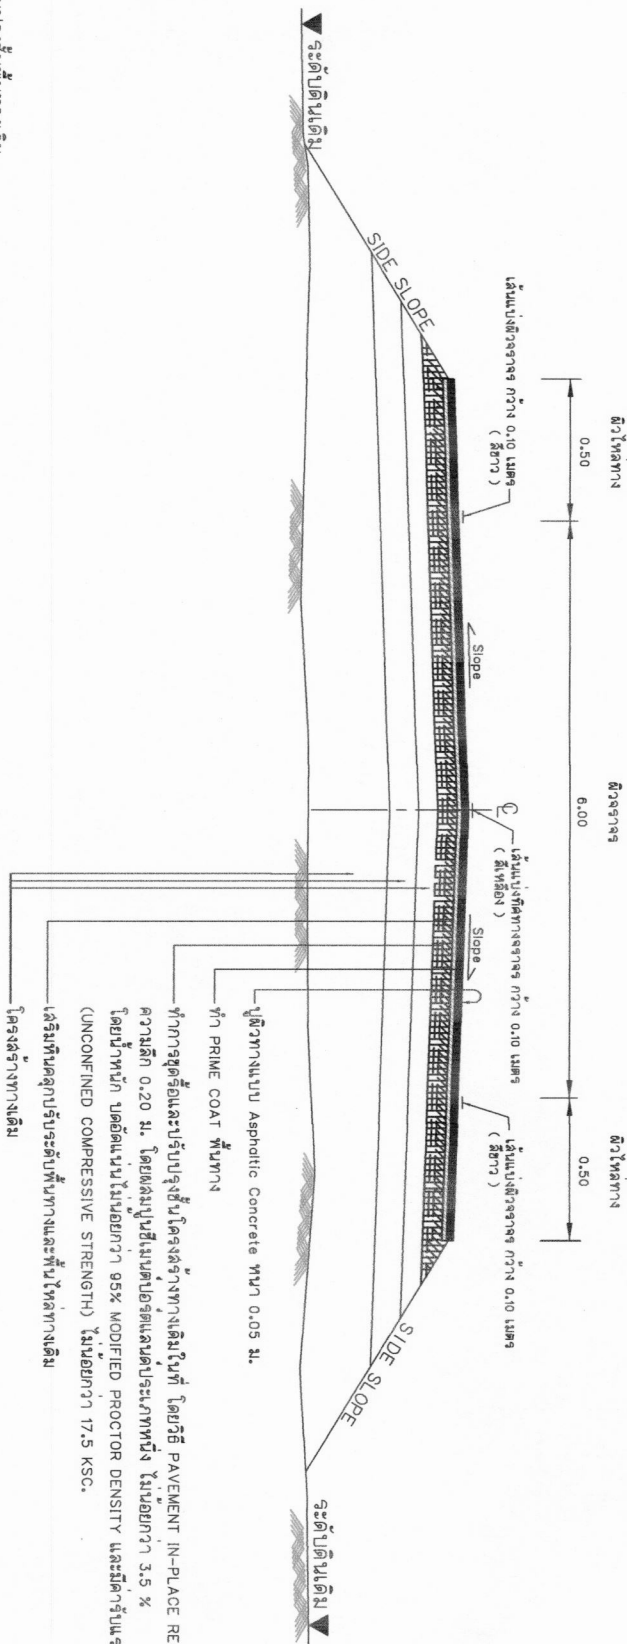 ผิวไหล่ทาง
ผิวจราจร
ผิวไหล่ทาง
0.50
6.00
0.50
เส้นแบ่งผิวจราจร กว้าง 0.10 เมตร
( สีขาว )
เส้นแบ่งทิศทางจราจร กว้าง 0.10 เมตร
( สีเหลือง )
เส้นแบ่งผิวจราจร กว้าง 0.10 เมตร
( สีขาว )
Slope
Slope
SIDE SLOPE
SIDE SLOPE
ระดับดินเดิม
ระดับดินเดิม
ปูผิวทางแบบ Asphaltic Concrete หนา 0.05 ม.
ทำ PRIME COAT พื้นทาง
ทำการขุดรื้อและปรับปรุงชั้นโครงสร้างทางเดิมในที่ โดยวิธี PAVEMENT IN-PLACE RE
ความลึก 0.20 ม. โดยผสมปูนซีเมนต์ปอร์ตแลนด์ประเภทหนึ่ง ไม่น้อยกว่า 3.5 %
โดยน้ำหนัก บดอัดแน่นไม่น้อยกว่า 95% MODIFIED PROCTOR DENSITY และมีค่ารับแร
(UNCONFINED COMPRESSIVE STRENGTH) ไม่น้อยกว่า 17.5 KSC.
เสริมหินคลุกปรับระดับพื้นทางและพื้นไหล่ทางเดิม
โครงสร้างทางเดิม